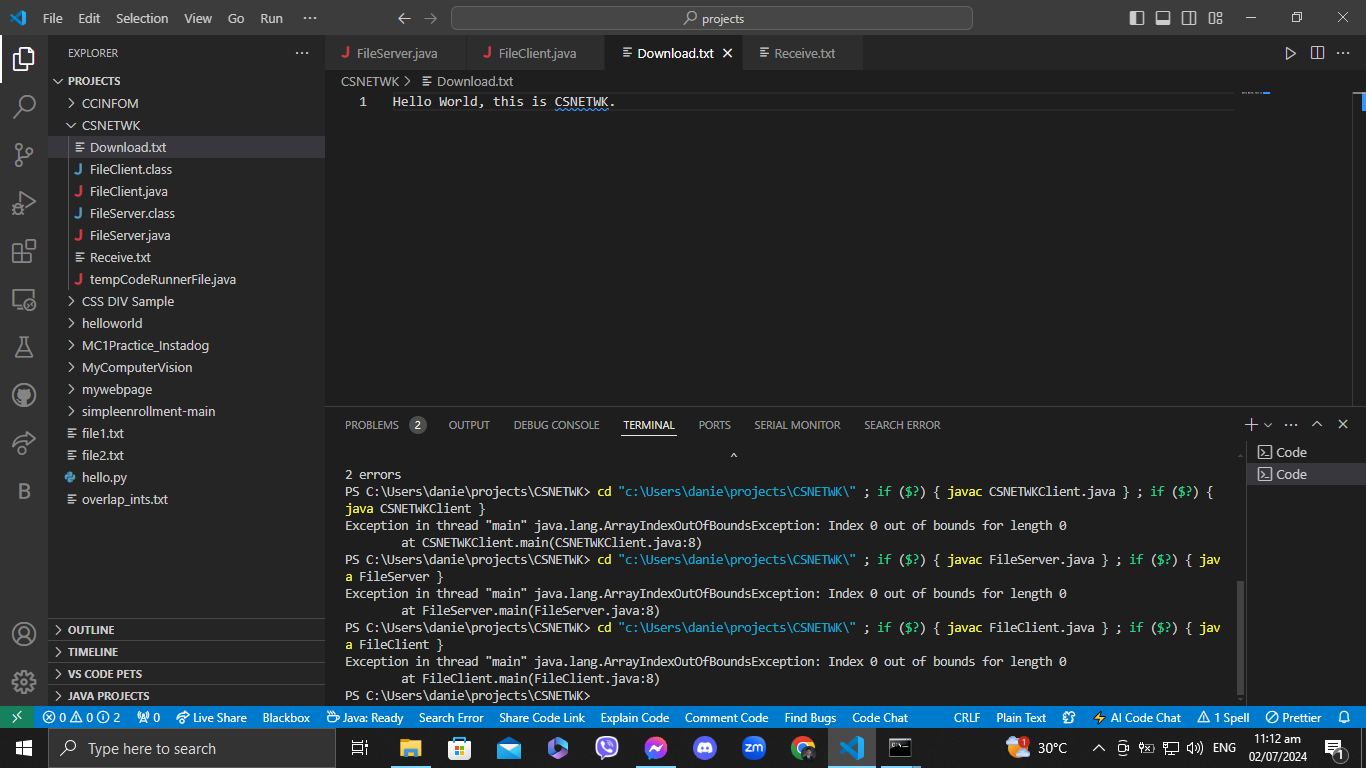 File Edit Selection View Go Run ··· projects
EXPLORER ···
PROJECTS
CCINFOM
CSNETWK
Download.txt
FileClient.class
FileClient.java
FileServer.class
FileServer.java
Receive.txt
tempCodeRunnerFile.java
CSS DIV Sample
helloworld
MC1Practice_Instadog
MyComputerVision
mywebpage
simpleenrollment-main
file1.txt
file2.txt
hello.py
overlap_ints.txt
OUTLINE
TIMELINE
VS CODE PETS
JAVA PROJECTS
FileServer.java FileClient.java Download.txt Receive.txt
CSNETWK > Download.txt
1 Hello World, this is CSNETWK.
PROBLEMS 2 OUTPUT DEBUG CONSOLE TERMINAL PORTS SERIAL MONITOR SEARCH ERROR
^
2 errors
PS C:\Users\danie\projects\CSNETWK> cd "c:\Users\danie\projects\CSNETWK\" ; if ($?) { javac CSNETWKClient.java } ; if ($?) {
java CSNETWKClient }
Exception in thread "main" java.lang.ArrayIndexOutOfBoundsException: Index 0 out of bounds for length 0
at CSNETWKClient.main(CSNETWKClient.java:8)
PS C:\Users\danie\projects\CSNETWK> cd "c:\Users\danie\projects\CSNETWK\" ; if ($?) { javac FileServer.java } ; if ($?) { jav
a FileServer }
Exception in thread "main" java.lang.ArrayIndexOutOfBoundsException: Index 0 out of bounds for length 0
at FileServer.main(FileServer.java:8)
PS C:\Users\danie\projects\CSNETWK> cd "c:\Users\danie\projects\CSNETWK\" ; if ($?) { javac FileClient.java } ; if ($?) { jav
a FileClient }
Exception in thread "main" java.lang.ArrayIndexOutOfBoundsException: Index 0 out of bounds for length 0
at FileClient.main(FileClient.java:8)
PS C:\Users\danie\projects\CSNETWK>
Code
Code
0 0 2 0 Live Share Blackbox Java: Ready Search Error Share Code Link Explain Code Comment Code Find Bugs Code Chat CRLF Plain Text AI Code Chat 1 Spell Prettier
Type here to search zm 30°C ENG 11:12 am
02/07/2024 1